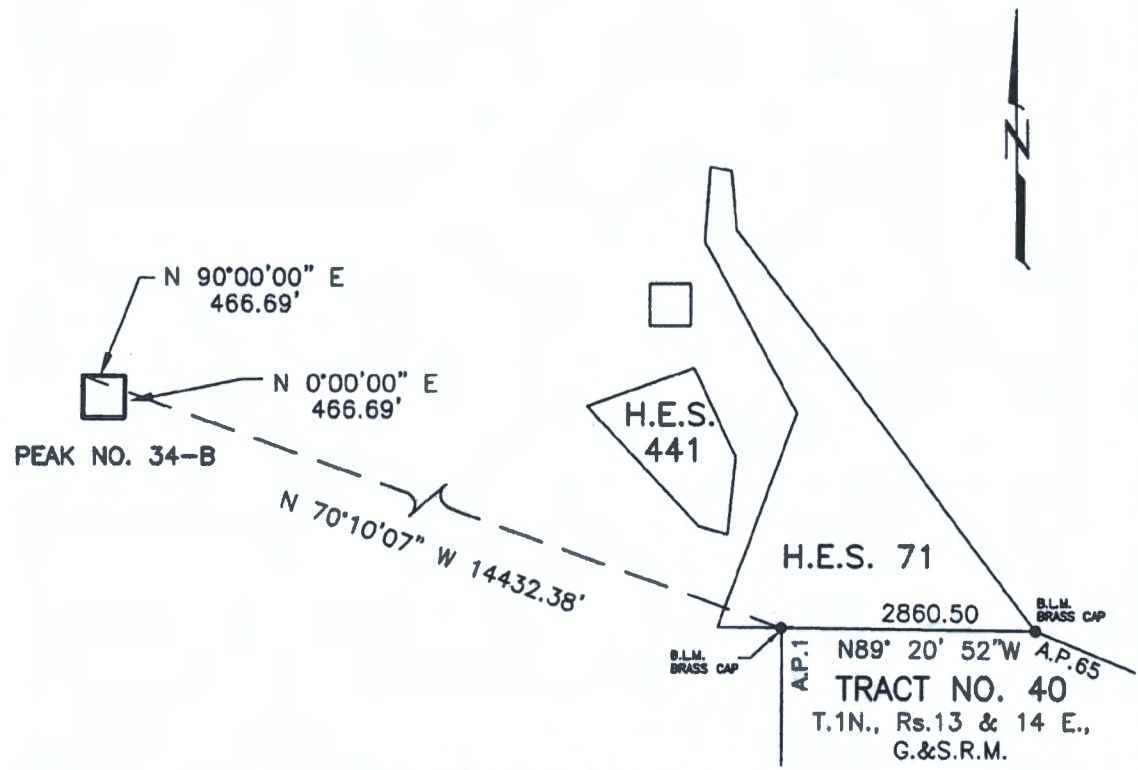 N
N 90°00'00" E
466.69'
N 0°00'00" E
466.69'
PEAK NO. 34-B
H.E.S.
441
N 70°10'07" W 14432.38'
H.E.S. 71
2860.50
B.L.M.
BRASS CAP
B.L.M.
BRASS CAP
A.P.1
N89° 20' 52"W
A.P.65
TRACT NO. 40
T.1N., Rs.13 & 14 E.,
G.&S.R.M.